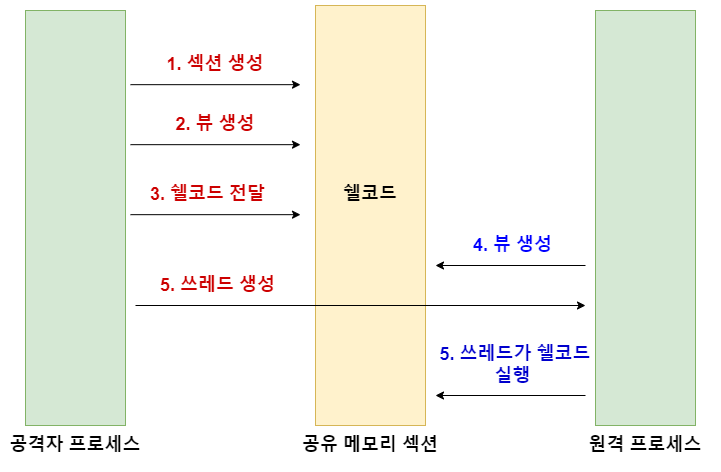 1. 섹션 생성
2. 뷰 생성
3. 쉘코드 전달
쉘코드
4. 뷰 생성
5. 쓰레드 생성
5. 쓰레드가 쉘코드
실행
공격자 프로세스
공유 메모리 섹션
원격 프로세스